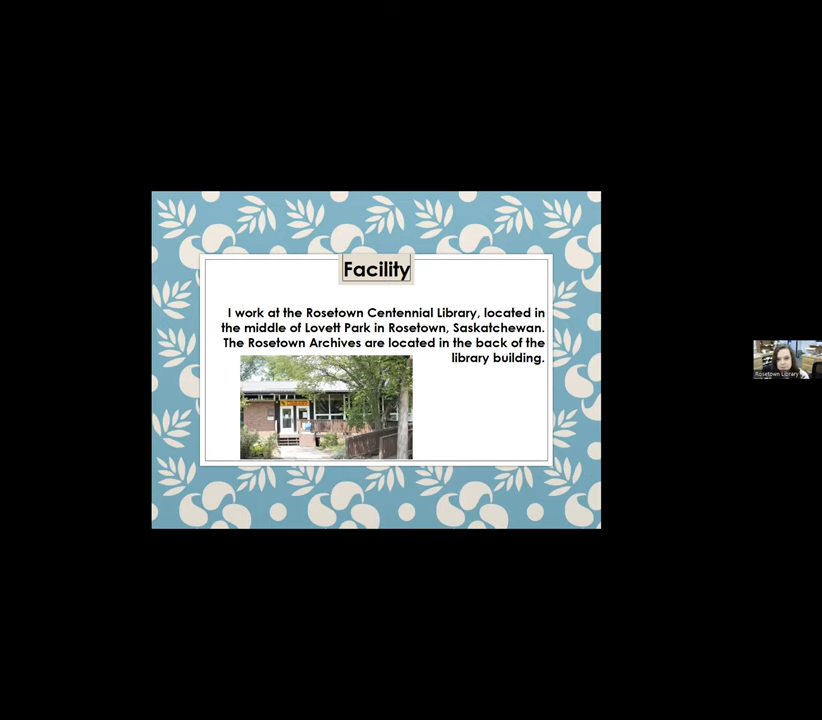 Facility
I work at the Rosetown Centennial Library, located in
the middle of Lovett Park in Rosetown, Saskatchewan.
The Rosetown Archives are located in the back of the
library building.
Rosetown Library